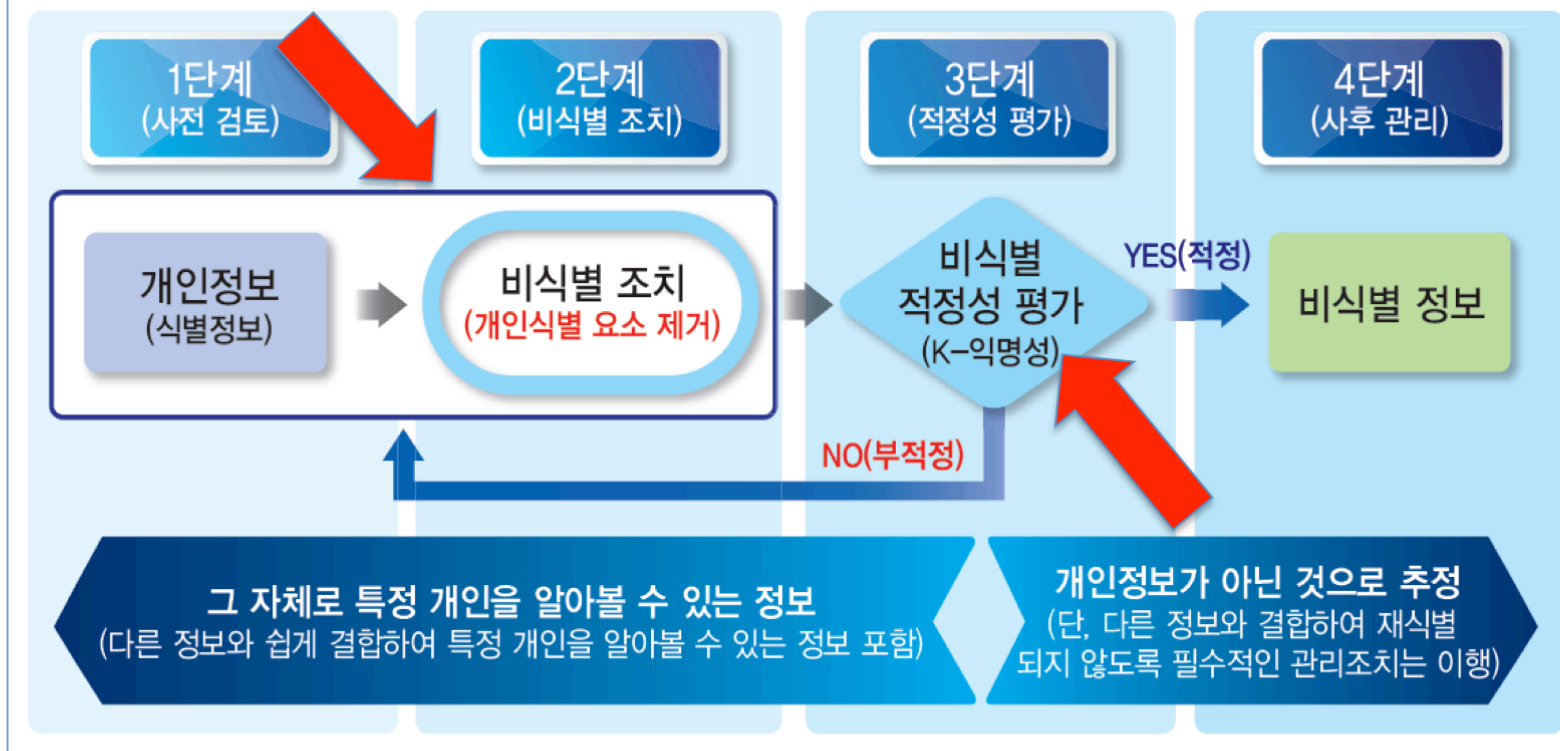 1단계
(사전 검토)
2단계
(비식별 조치)
3단계
(적정성 평가)
4단계
(사후 관리)
개인정보
(식별정보)
비식별 조치
(개인식별 요소 제거)
비식별
적정성 평가
(K-익명성)
YES(적정)
비식별 정보
NO(부적정)
그 자체로 특정 개인을 알아볼 수 있는 정보
(다른 정보와 쉽게 결합하여 특정 개인을 알아볼 수 있는 정보 포함)
개인정보가 아닌 것으로 추정
(단, 다른 정보와 결합하여 재식별
되지 않도록 필수적인 관리조치는 이행)